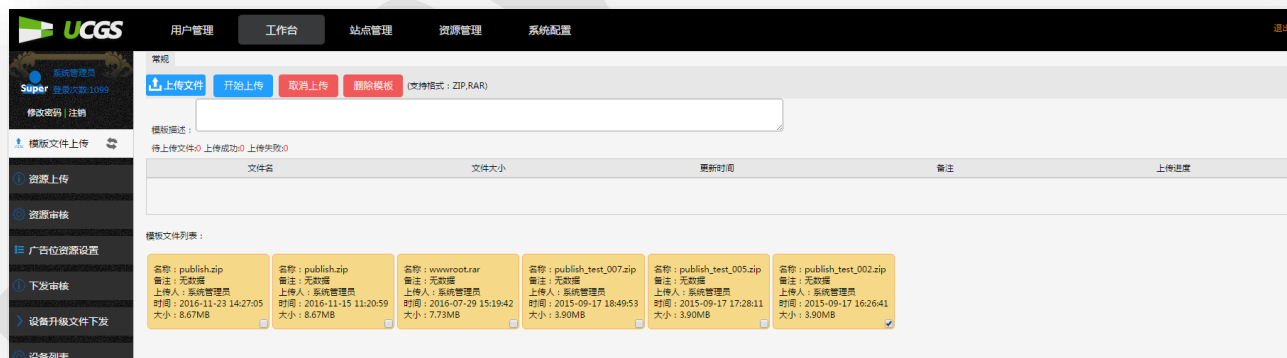 UCGS 用户管理 工作台 站点管理 资源管理 系统配置 退出
系统管理员
Super 登录次数:1099
修改密码 | 注销
模版文件上传
资源上传
资源审核
广告位资源设置
下发审核
设备升级文件下发
设备列表
常规
上传文件 开始上传 取消上传 删除模板 (支持格式：ZIP,RAR)
模版描述：
待上传文件:0 上传成功:0 上传失败:0
文件名 文件大小 更新时间 备注 上传进度
模板文件列表：
名称：publish.zip
备注：无数据
上传人：系统管理员
时间：2016-11-23 14:27:05
大小：8.67MB
名称：publish.zip
备注：无数据
上传人：系统管理员
时间：2016-11-15 11:20:59
大小：8.67MB
名称：wwwroot.rar
备注：无数据
上传人：系统管理员
时间：2016-07-29 15:19:42
大小：7.73MB
名称：publish_test_007.zip
备注：无数据
上传人：系统管理员
时间：2015-09-17 18:49:53
大小：3.90MB
名称：publish_test_005.zip
备注：无数据
上传人：系统管理员
时间：2015-09-17 17:28:11
大小：3.90MB
名称：publish_test_002.zip
备注：无数据
上传人：系统管理员
时间：2015-09-17 16:26:41
大小：3.90MB